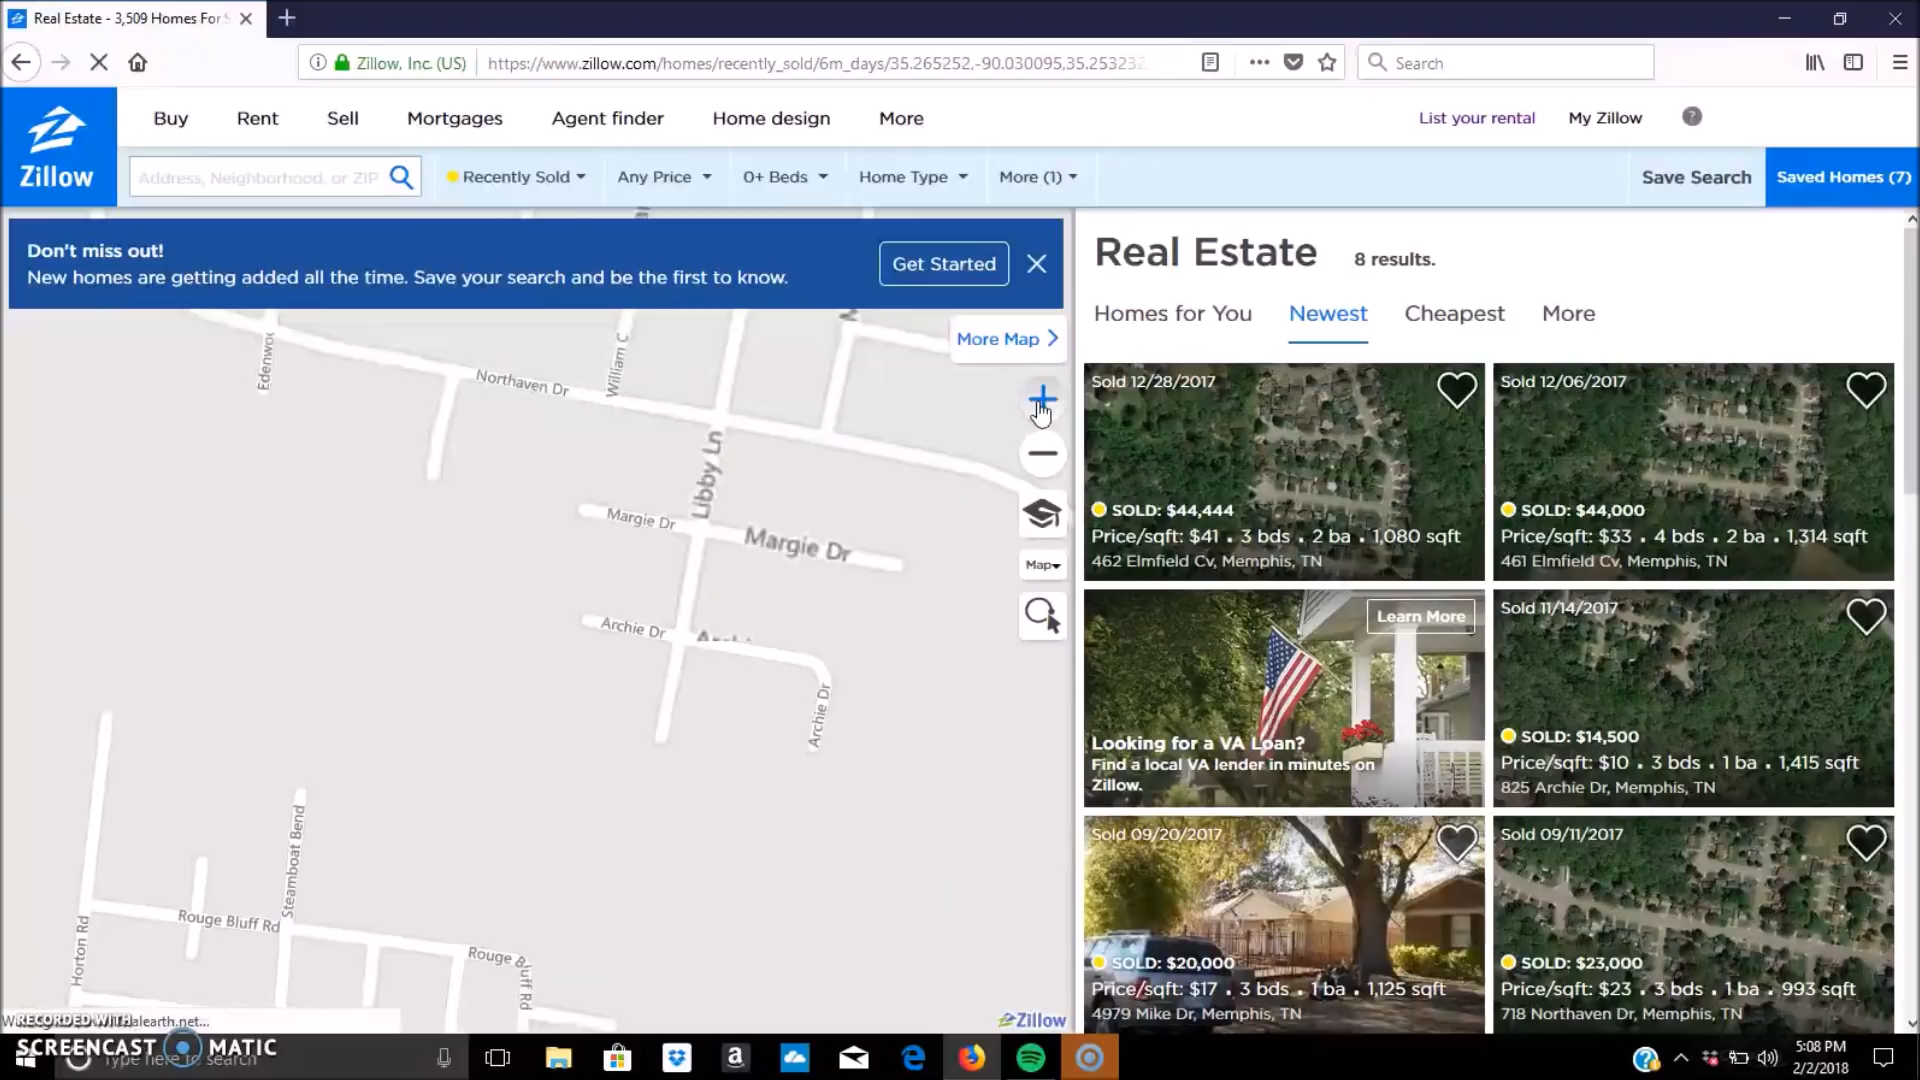 Real Estate - 3,509 Homes For S
Zillow, Inc. (US)
https://www.zillow.com/homes/recently_sold/6m_days/35.265252,-90.030095,35.253232
Search
Zillow
Buy
Rent
Sell
Mortgages
Agent finder
Home design
More
List your rental
My Zillow
?
Address, Neighborhood, or ZIP
Recently Sold
Any Price
0+ Beds
Home Type
More (1)
Save Search
Saved Homes (7)
Don't miss out!
New homes are getting added all the time. Save your search and be the first to know.
Get Started
More Map
Map
Edenwo
Northaven Dr
William C
Libby Ln
Margie Dr
Margie Dr
Archie Dr
Archie Dr
Steamboat Bend
Rouge Bluff Rd
Horton Rd
Rouge Bluff Rd
Zillow
Real Estate
8 results.
Homes for You
Newest
Cheapest
More
Sold 12/28/2017
SOLD: $44,444
Price/sqft: $41 . 3 bds . 2 ba . 1,080 sqft
462 Elmfield Cv, Memphis, TN
Sold 12/06/2017
SOLD: $44,000
Price/sqft: $33 . 4 bds . 2 ba . 1,314 sqft
461 Elmfield Cv, Memphis, TN
Learn More
Looking for a VA Loan?
Find a local VA lender in minutes on
Zillow.
Sold 11/14/2017
SOLD: $14,500
Price/sqft: $10 . 3 bds . 1 ba . 1,415 sqft
825 Archie Dr, Memphis, TN
Sold 09/20/2017
SOLD: $20,000
Price/sqft: $17 . 3 bds . 1 ba . 1,125 sqft
4979 Mike Dr, Memphis, TN
Sold 09/11/2017
SOLD: $23,000
Price/sqft: $23 . 3 bds . 1 ba . 993 sqft
718 Northaven Dr, Memphis, TN
RECORDED WITH
SCREENCAST MATIC
Type here to search
5:08 PM
2/2/2018